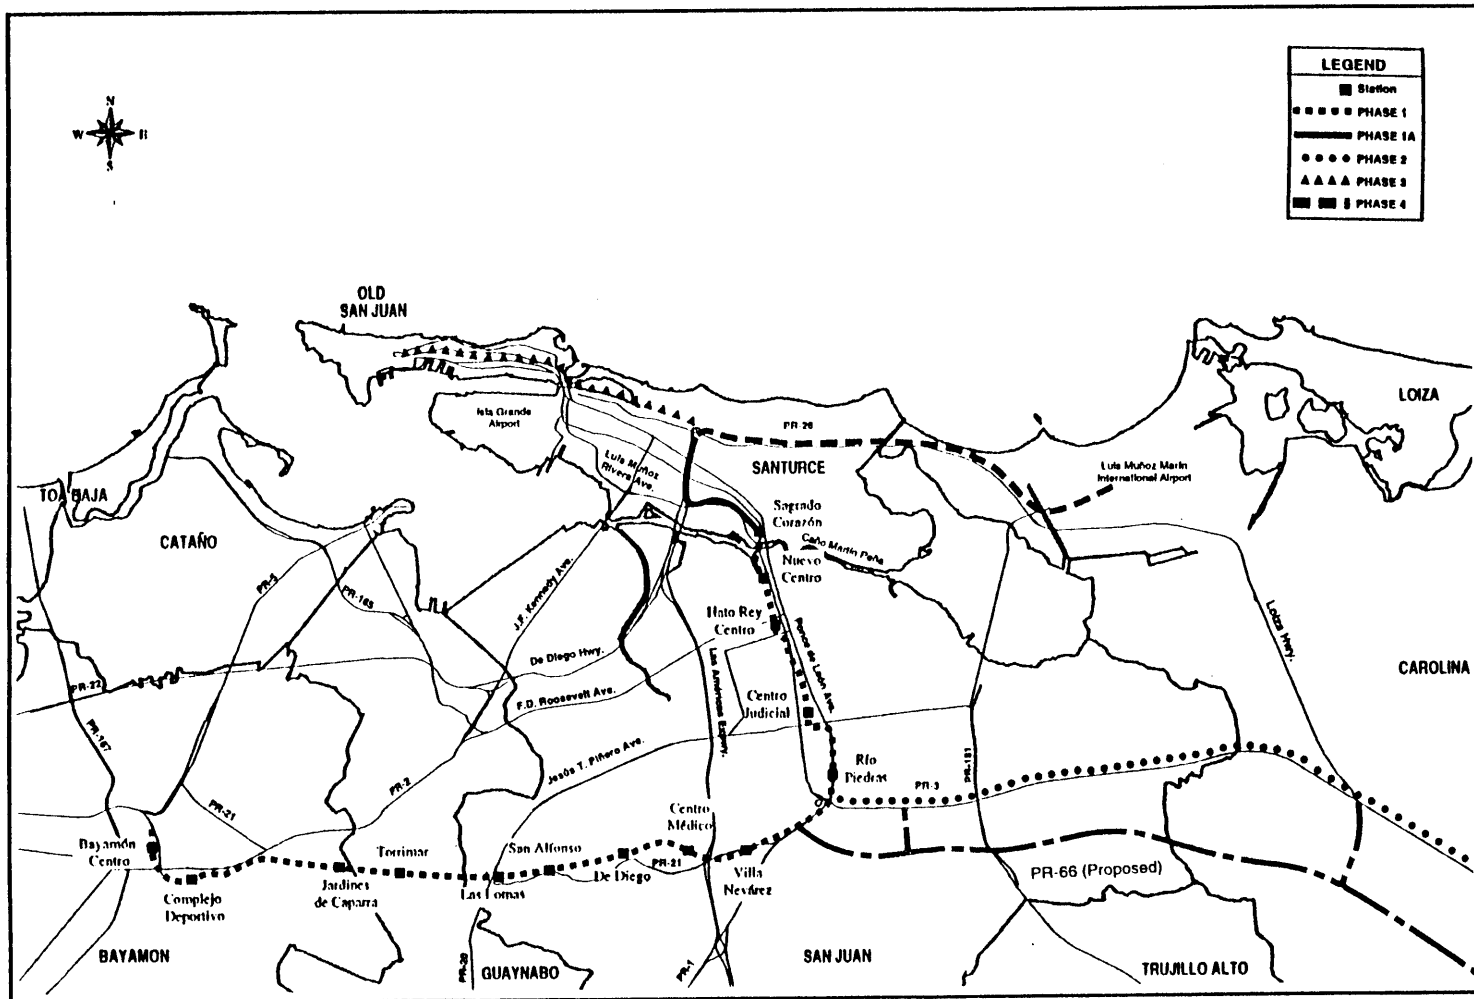 LEGEND
Station
PHASE 1
PHASE 1A
PHASE 2
PHASE 3
PHASE 4
N
W
S
OLD
SAN JUAN
Isla Grande
Airport
PR-26
LOIZA
SANTURCE
Luis Muñoz
Rivera Ave.
Luis Muñoz Marín
International Airport
TOA BAJA
CATAÑO
Sagrado
Corazón
Caño Martín Peña
Nuevo
Centro
PR-5
PR-165
J.F. Kennedy Ave.
Hato Rey
Centro
Ponce de León Ave.
Loiza Hwy.
De Diego Hwy.
CAROLINA
PR-22
F.D. Roosevelt Ave.
Las Américas Expwy.
Centro
Judicial
PR-167
Jesús T. Piñero Ave.
PR-2
Río
Piedras
PR-3
PR-181
PR-21
Centro
Médico
Bayamón
Centro
Torrimar
San Alfonso
De Diego
PR-21
Villa
Nevárez
PR-66 (Proposed)
Jardines
de Caparra
Las Lomas
Complejo
Deportivo
BAYAMON
PR-20
GUAYNABO
PR-1
SAN JUAN
TRUJILLO ALTO